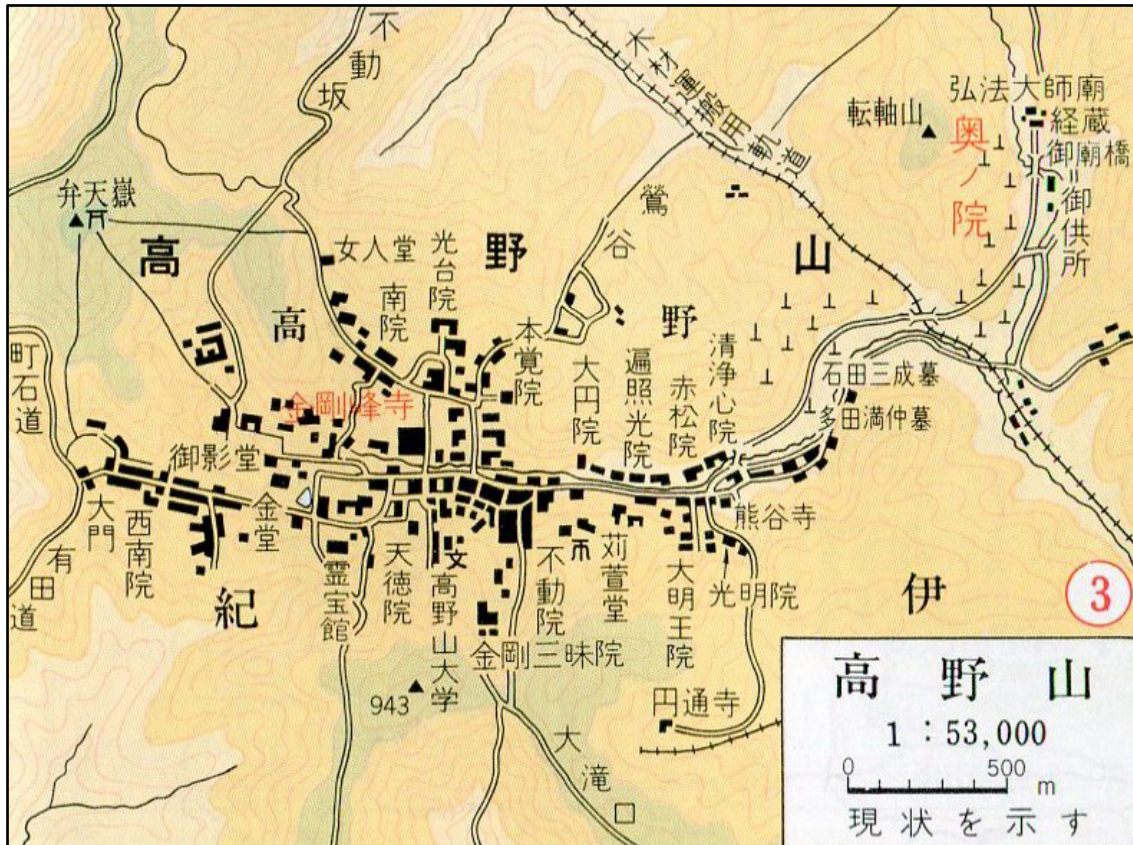 不動坂
木材運搬用軌道
転軸山
弘法大師廟
奥ノ院
経蔵
御廟橋
御供所
弁天嶽
高野山
鶯谷
女人堂
光台院
南院
高野
本覚院
町石道
金剛峰寺
大円院
遍照光院
赤松院
清浄心院
石田三成墓
多田満仲墓
御影堂
大門
西南院
金堂
霊宝館
天徳院
文
高野山大学
不動院
苅萱堂
大明王院
熊谷寺
光明院
有田道
紀伊
金剛三昧院
943
円通寺
大滝
3
高野山
1:53,000
0 500 m
現状を示す